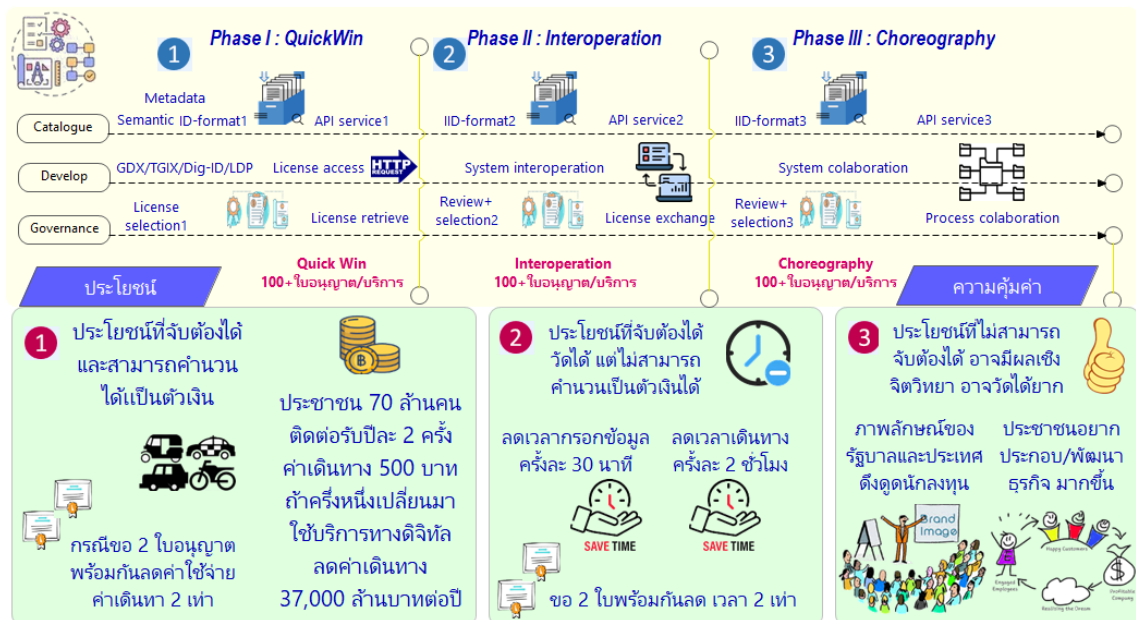 1 Phase I : QuickWin
2 Phase II : Interoperation
3 Phase III : Choreography
Metadata
Catalogue
Semantic ID-format1
API service1
IID-format2
API service2
IID-format3
API service3
Develop
GDX/TGIX/Dig-ID/LDP
License access
HTTP
REQUEST
System interoperation
System colaboration
Governance
License
selection1
License retrieve
Review+
selection2
License exchange
Review+
selection3
Process colaboration
Quick Win
100+ใบอนุญาต/บริการ
Interoperation
100+ใบอนุญาต/บริการ
Choreography
100+ใบอนุญาต/บริการ
ประโยชน์
ความคุ้มค่า
1
ประโยชน์ที่จับต้องได้
และสามารถคำนวน
ได้แป็นตัวเงิน
฿
ประชาชน 70 ล้านคน
ติดต่อรับปีละ 2 ครั้ง
ค่าเดินทาง 500 บาท
ถ้าครึ่งหนึ่งเปลี่ยนมา
ใช้บริการทางดิจิทัล
ลดค่าเดินทาง
37,000 ล้านบาทต่อปี
กรณีขอ 2 ใบอนุญาต
พร้อมกันลดค่าใช้จ่าย
ค่าเดินทา 2 เท่า
2
ประโยชน์ที่จับต้องได้
วัดได้ แต่ไม่สามารถ
คำนวนเป็นตัวเงินได้
ลดเวลากรอกข้อมูล
ครั้งละ 30 นาที
SAVE TIME
ลดเวลาเดินทาง
ครั้งละ 2 ชั่วโมง
SAVE TIME
ขอ 2 ใบพร้อมกันลด เวลา 2 เท่า
3
ประโยชน์ที่ไม่สามารถ
จับต้องได้ อาจมีผลเชิง
จิตวิทยา อาจวัดได้ยาก
ภาพลักษณ์ของ
รัฐบาลและประเทศ
ดึงดูดนักลงทุน
Brand
Image
ประชาชนอยาก
ประกอบ/พัฒนา
ธุรกิจ มากขึ้น
Happy Customers
Engaged
Employees
Profitable
Company
Realizing the Dream